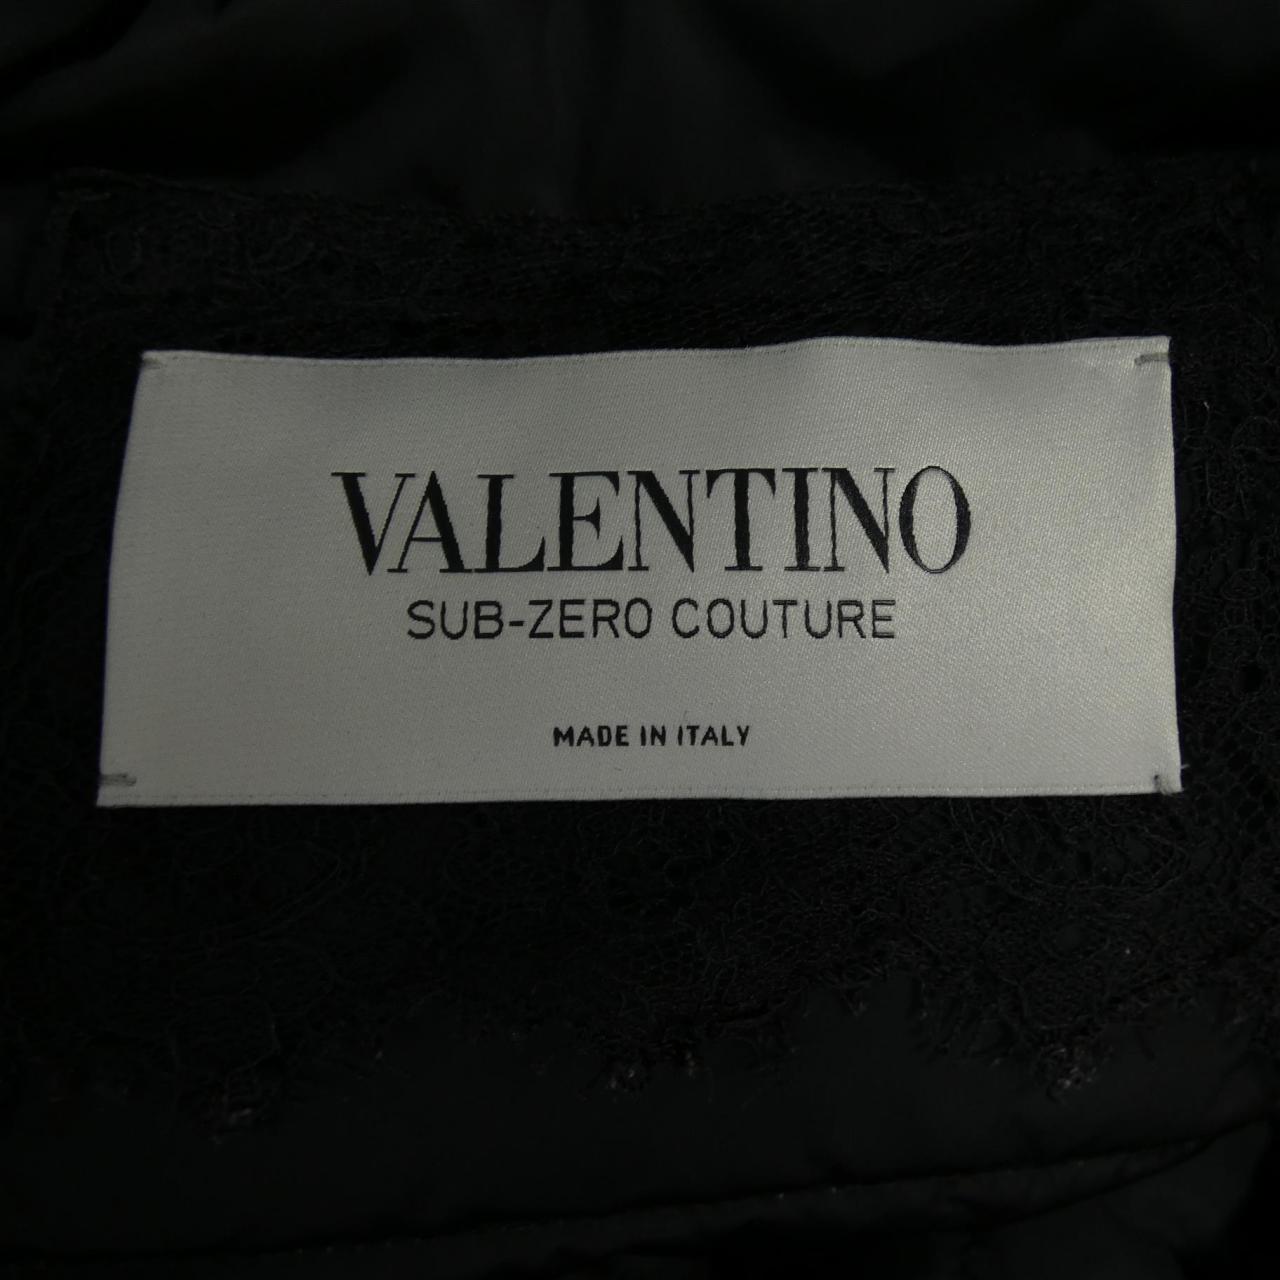 VALENTINO
SUB-ZERO COUTURE
MADE IN ITALY